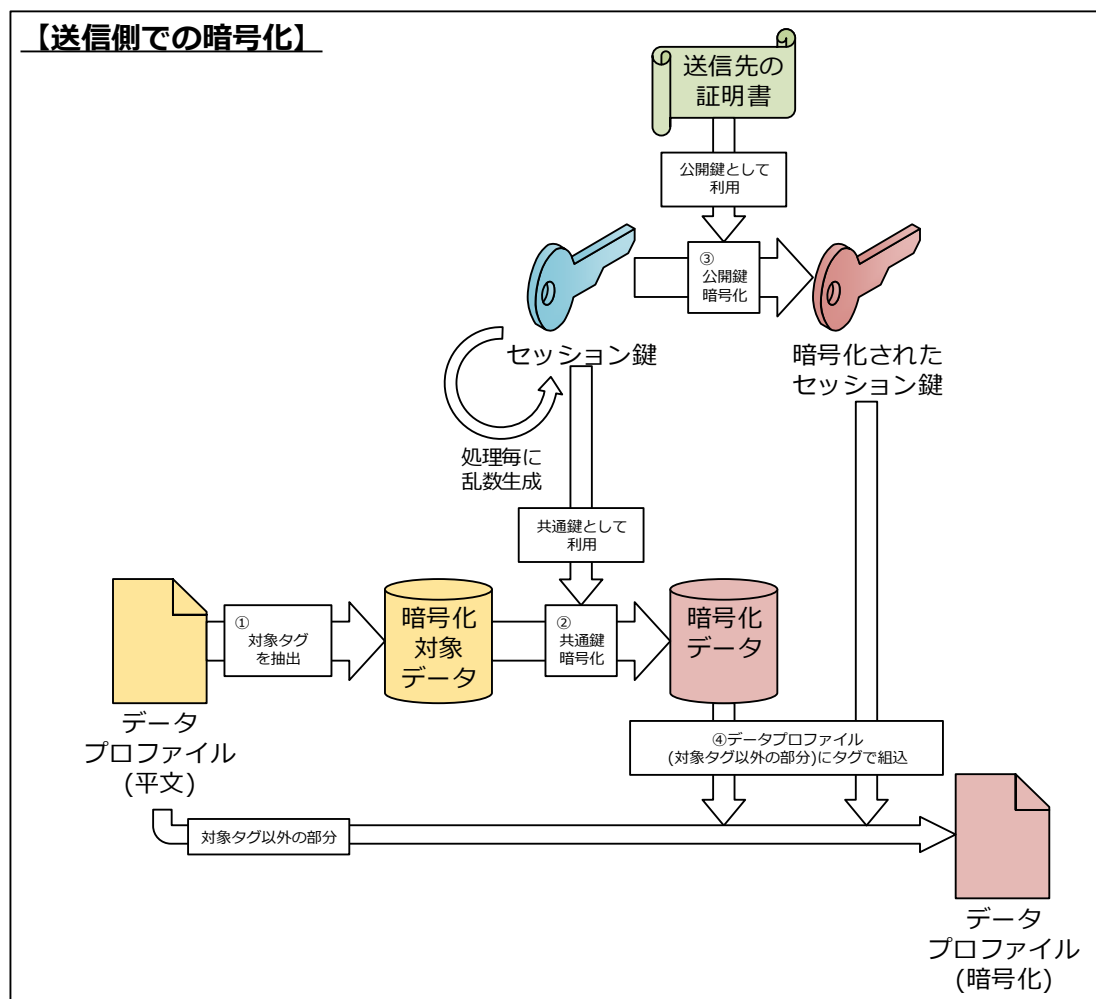 【送信側での暗号化】
送信先の
証明書
公開鍵として
利用
③
公開鍵
暗号化
セッション鍵
暗号化された
セッション鍵
処理毎に
乱数生成
共通鍵として
利用
①
対象タグ
を抽出
暗号化
対象
データ
②
共通鍵
暗号化
暗号化
データ
データ
プロファイル
(平文)
④データプロファイル
(対象タグ以外の部分)にタグで組込
対象タグ以外の部分
データ
プロファイル
(暗号化)